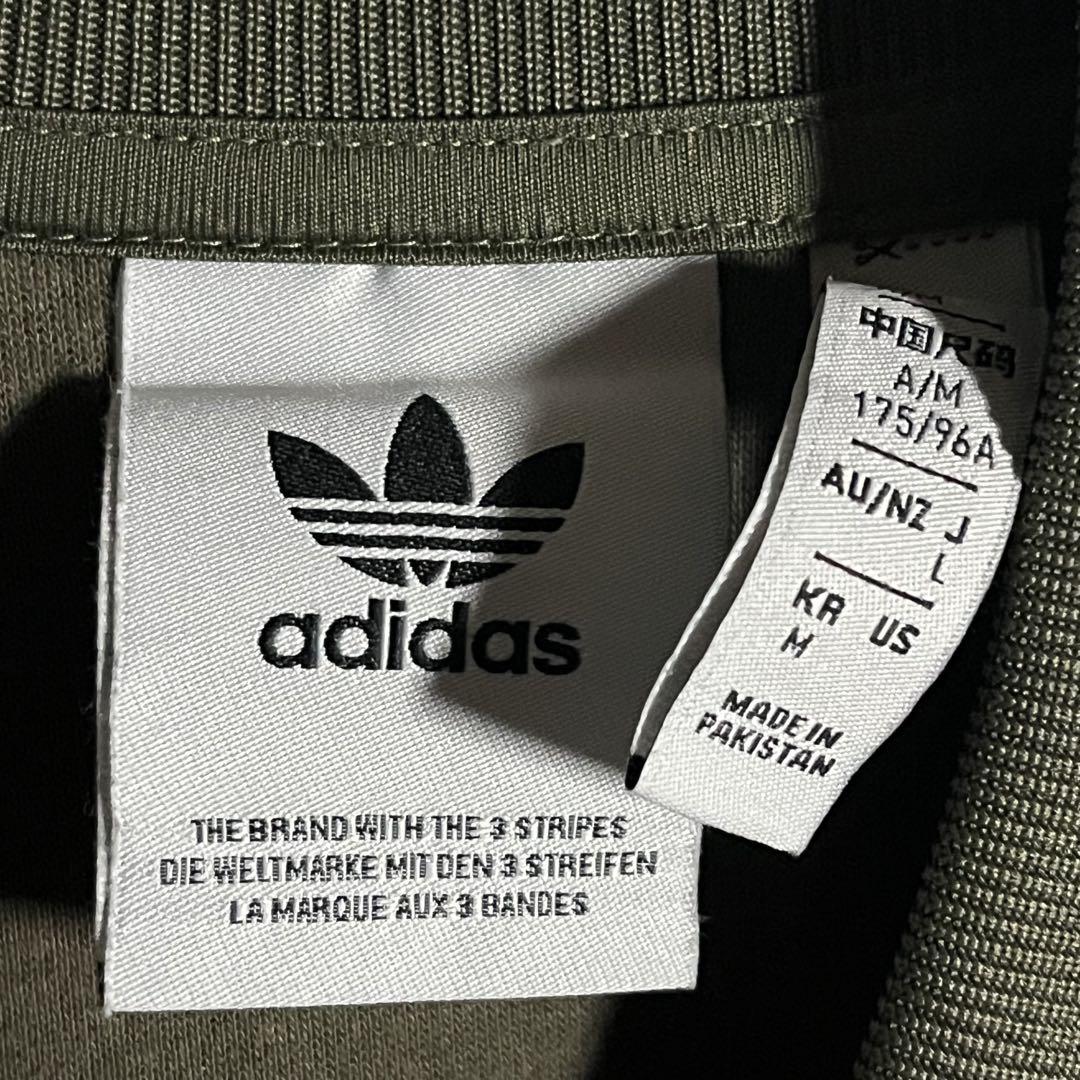 adidas
THE BRAND WITH THE 3 STRIPES
DIE WELTMARKE MIT DEN 3 STREIFEN
LA MARQUE AUX 3 BANDES
中国尺码
A/M
175/96A
AU/NZ J
L
KR US
M
MADE IN
PAKISTAN